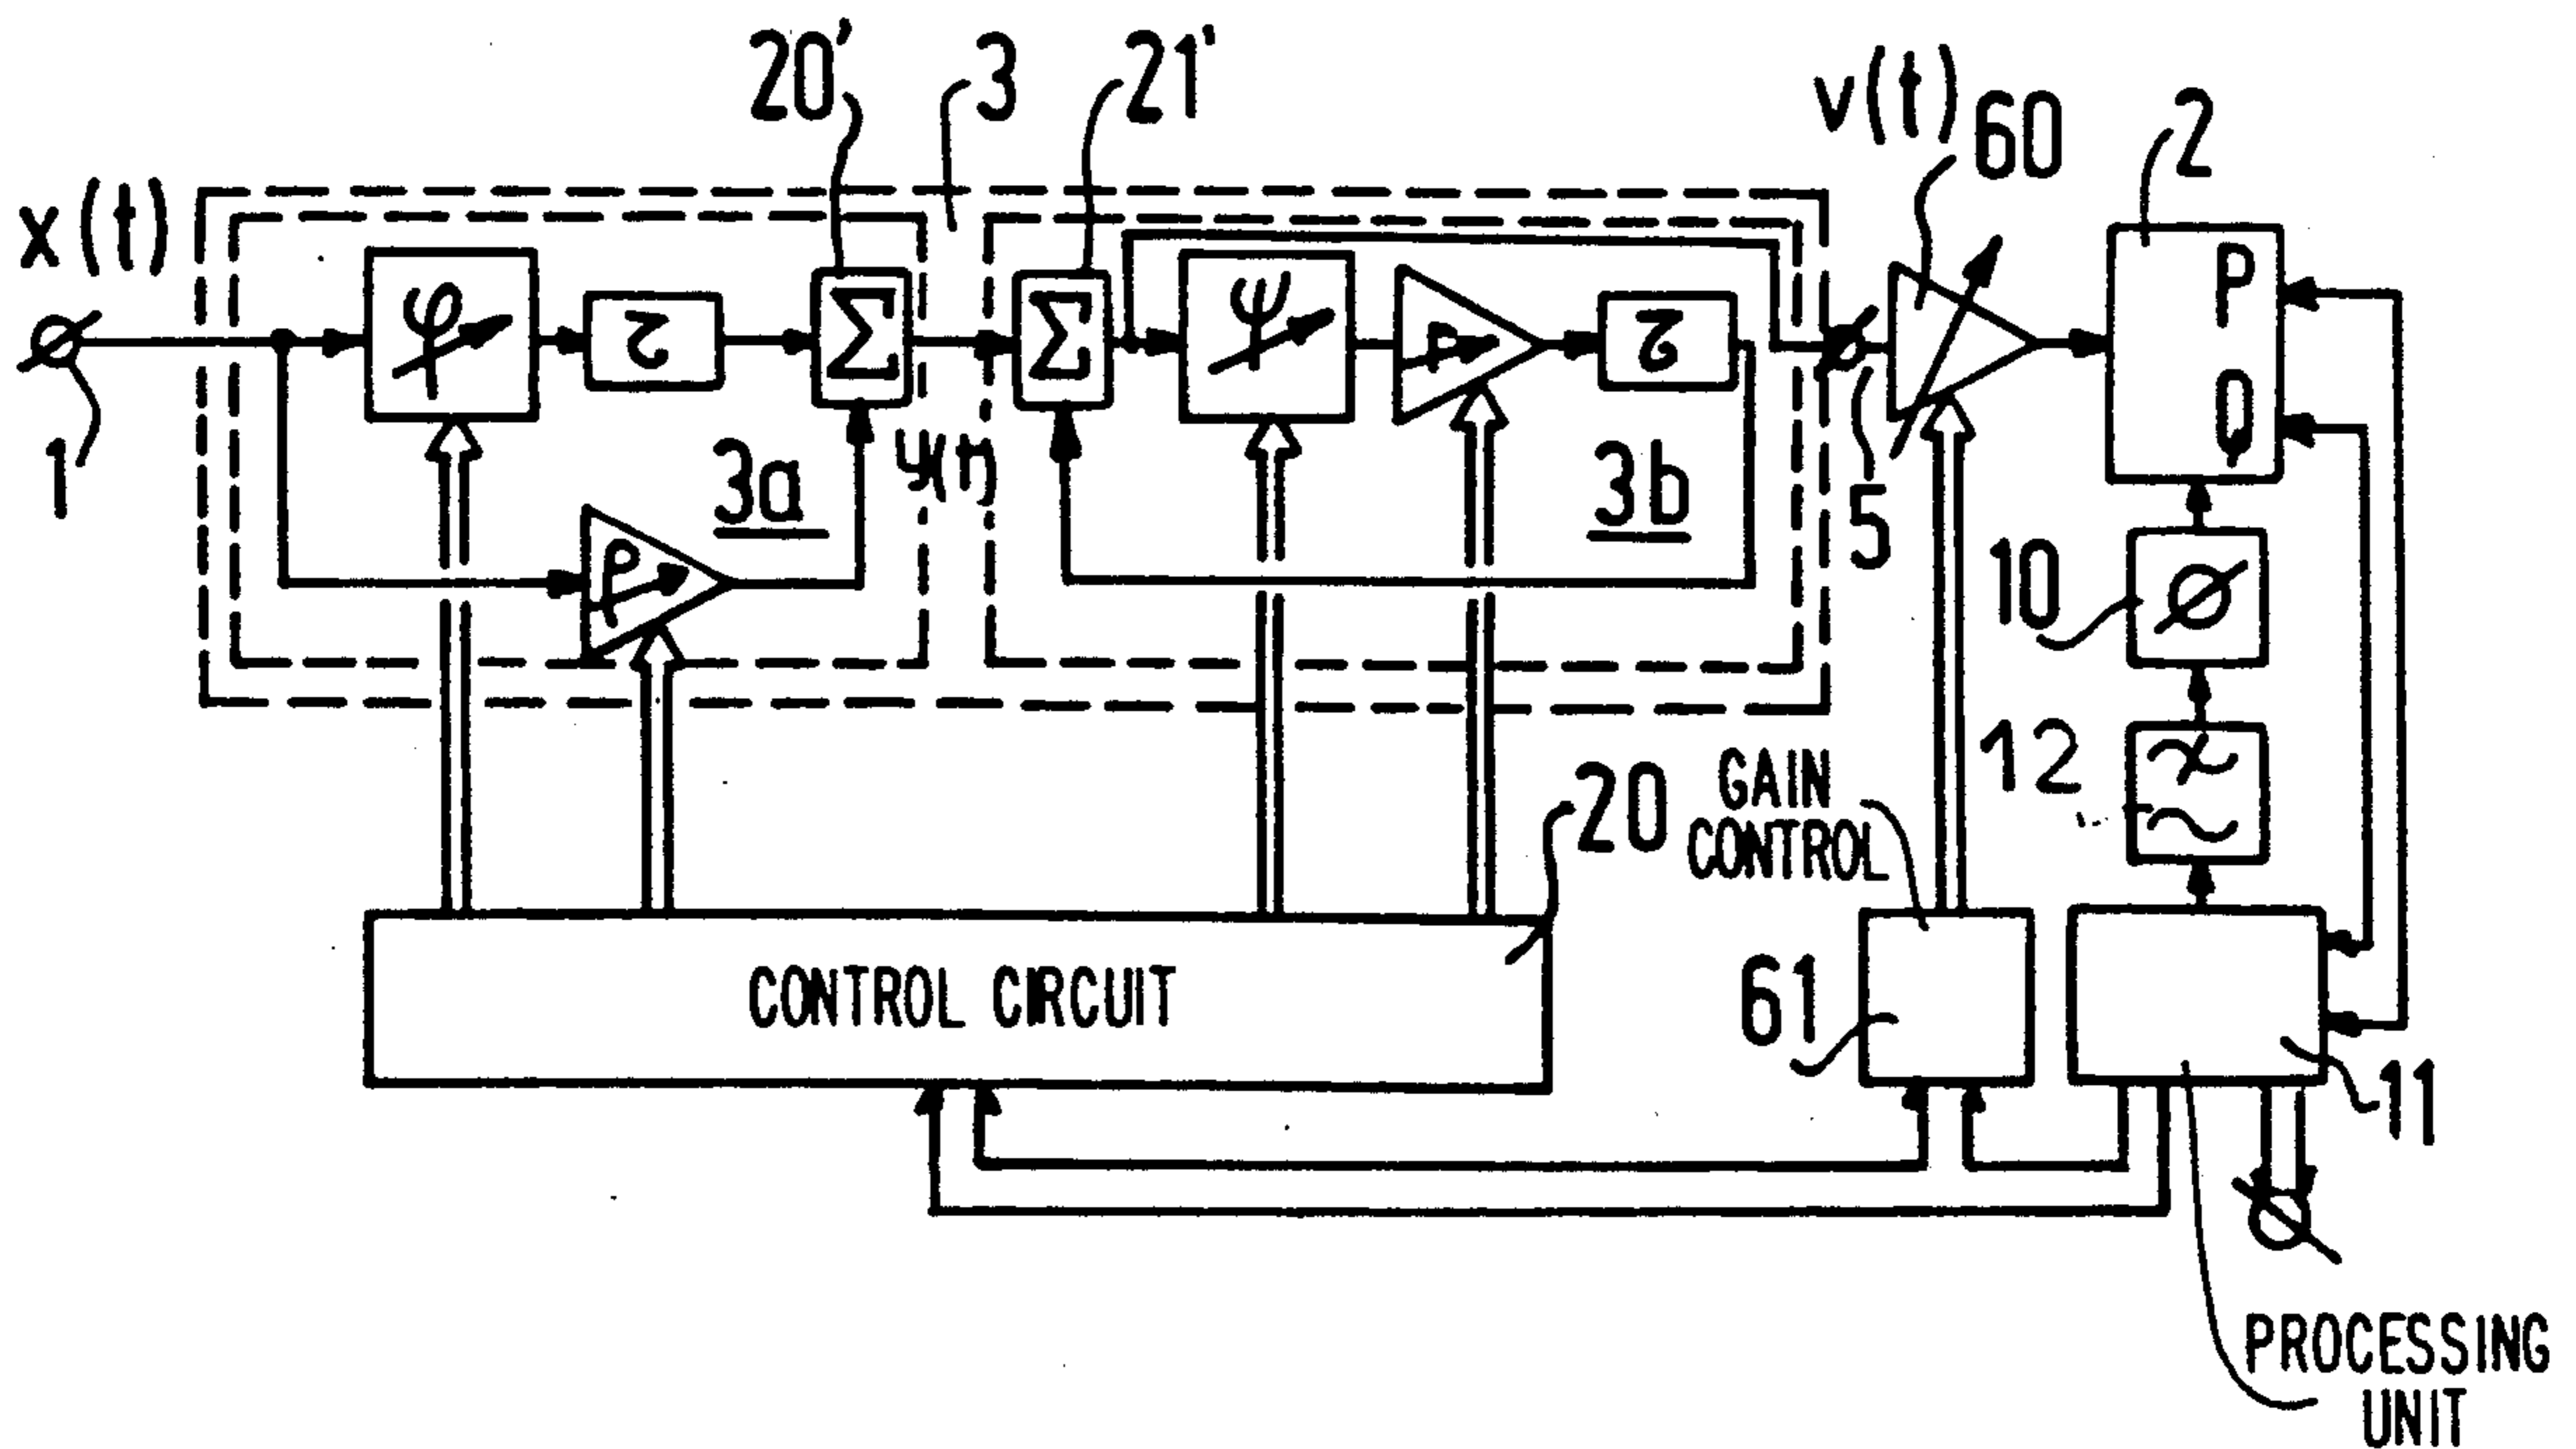 x(t)
1
20'
3
21'
v(t)
60
2
φ
τ
Σ
Σ
ψ
ρ
τ
P
Q
ρ
3a
y(t)
3b
5
10
12
20
GAIN
CONTROL
CONTROL CIRCUIT
61
11
PROCESSING
UNIT